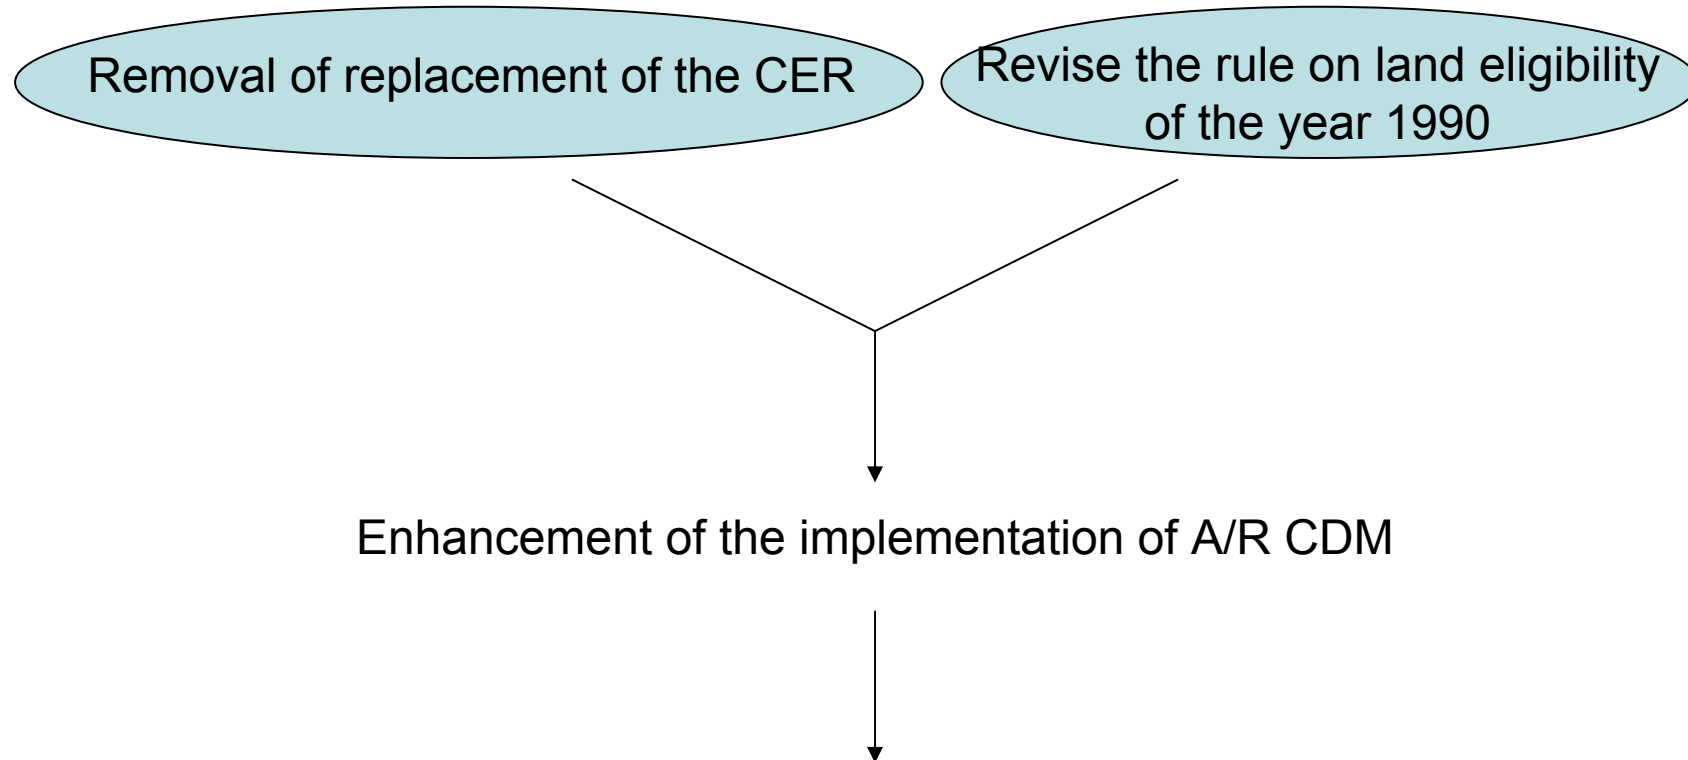 Removal of replacement of the CER
Revise the rule on land eligibility
of the year 1990
Enhancement of the implementation of A/R CDM